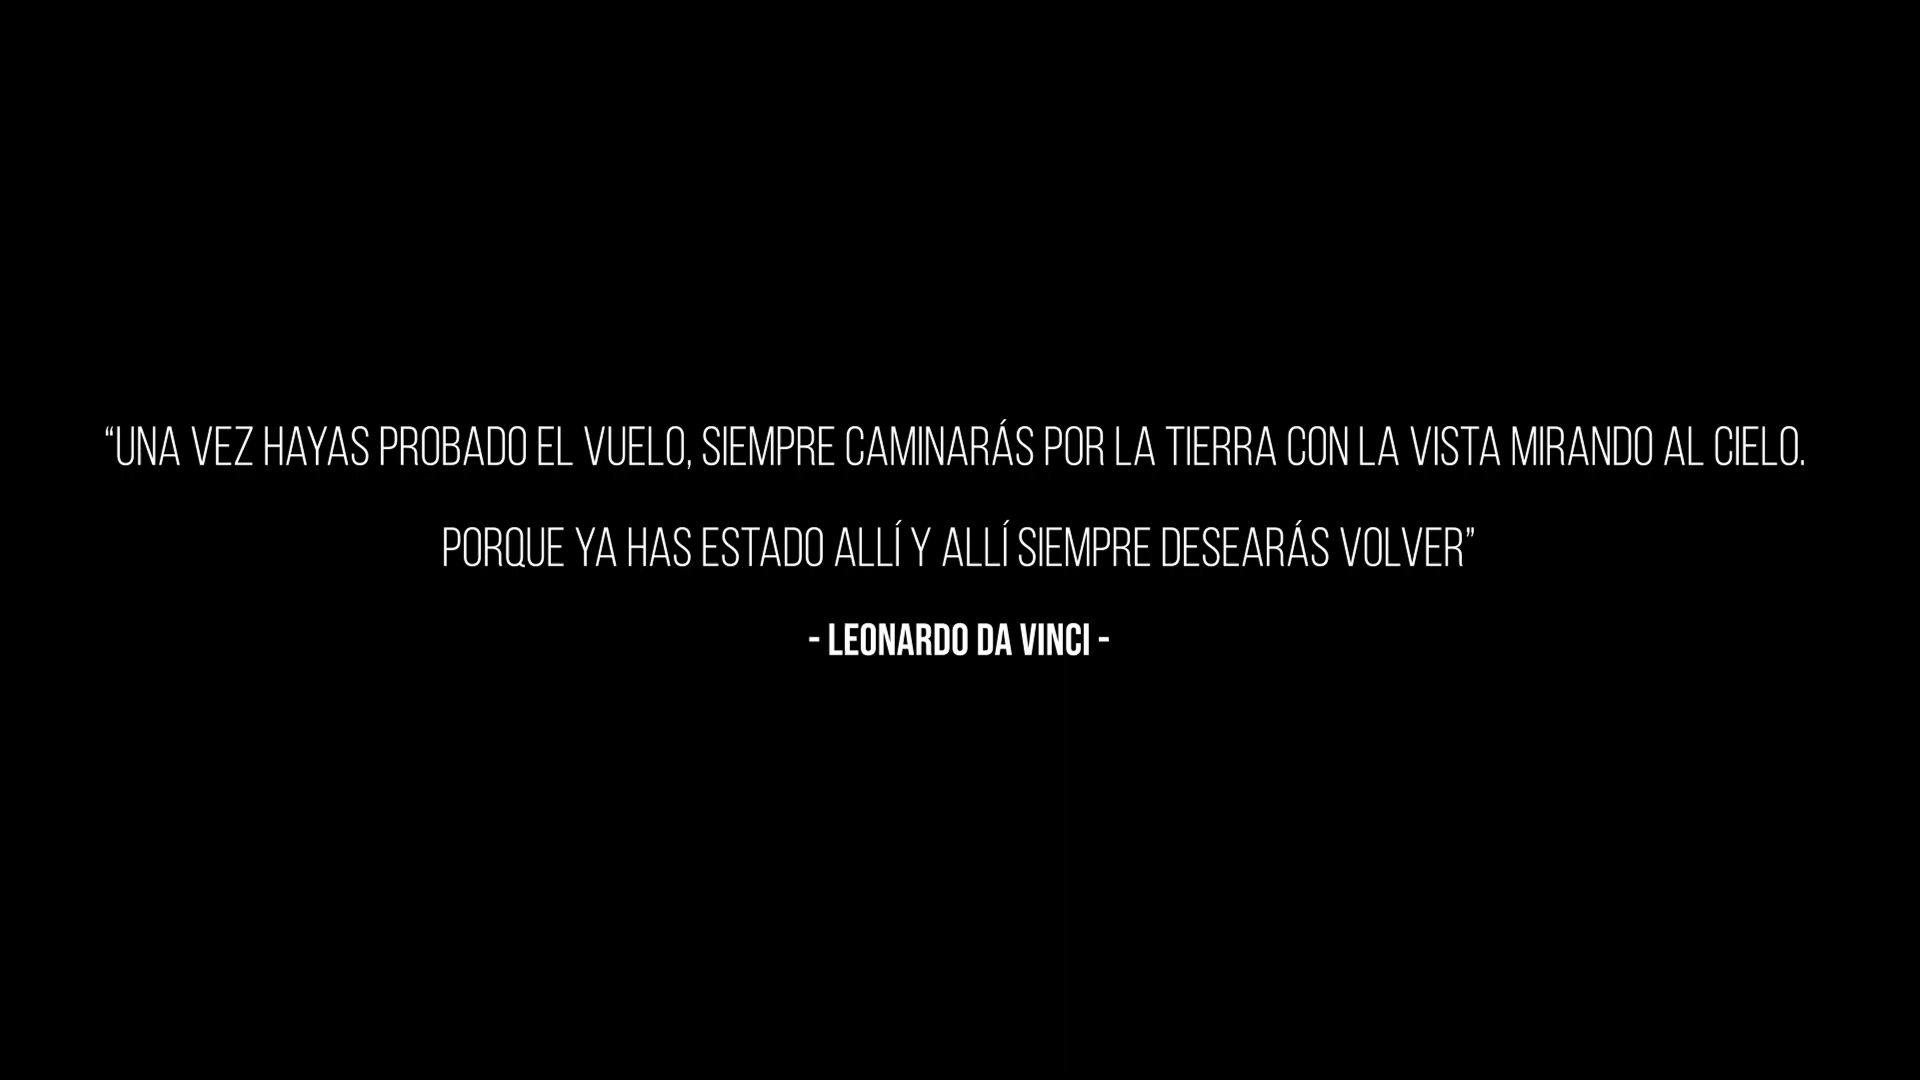 “UNA VEZ HAYAS PROBADO EL VUELO, SIEMPRE CAMINARÁS POR LA TIERRA CON LA VISTA MIRANDO AL CIELO.
PORQUE YA HAS ESTADO ALLÍ Y ALLÍ SIEMPRE DESEARÁS VOLVER”
- LEONARDO DA VINCI -